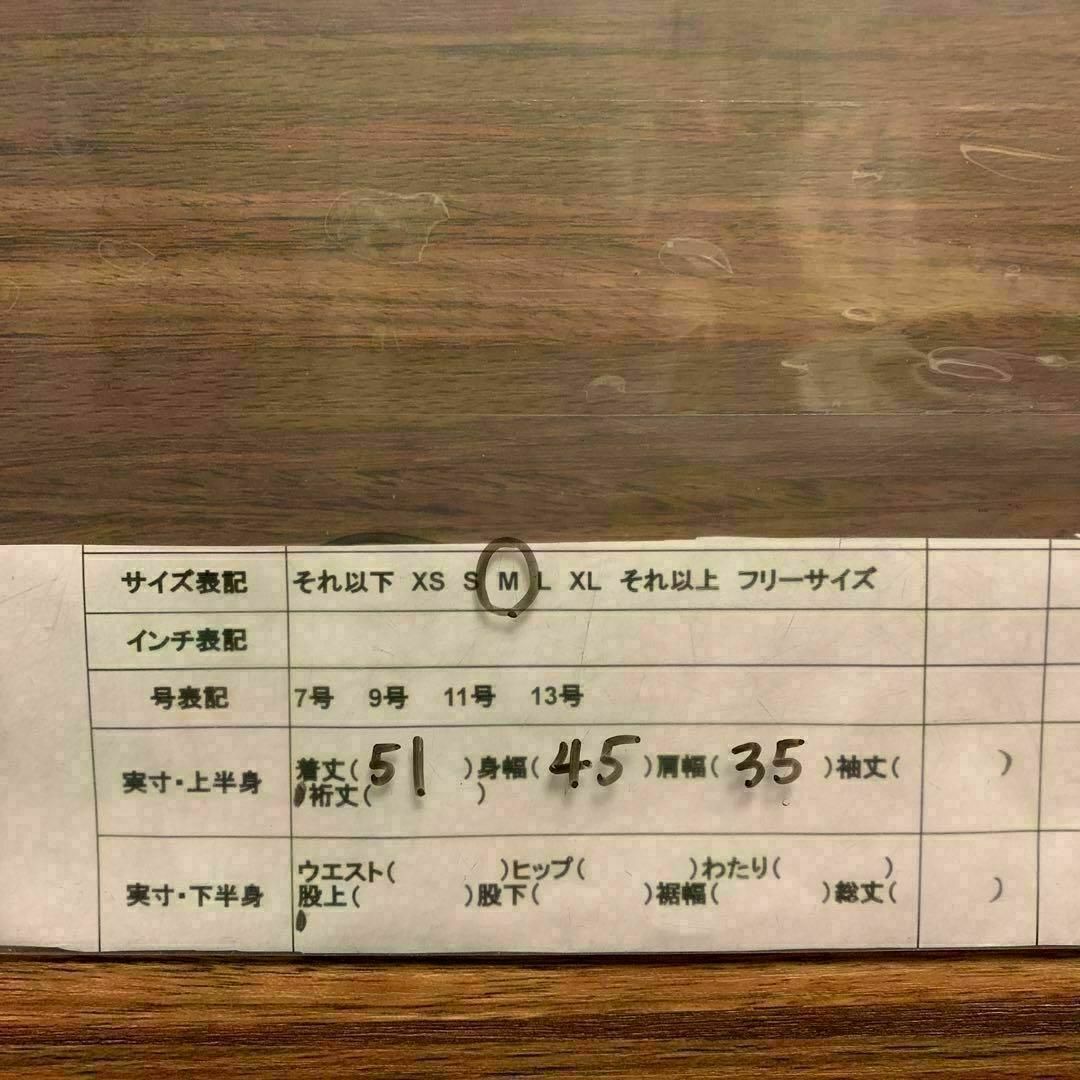 サイズ表記 それ以下 XS S M L XL それ以上 フリーサイズ
インチ表記
号表記 7号 9号 11号 13号
実寸・上半身 着丈( 51 )身幅( 45 )肩幅( 35 )袖丈( )
裄丈( )
実寸・下半身 ウエスト( )ヒップ( )わたり( )
股上( )股下( )裾幅( )総丈( )